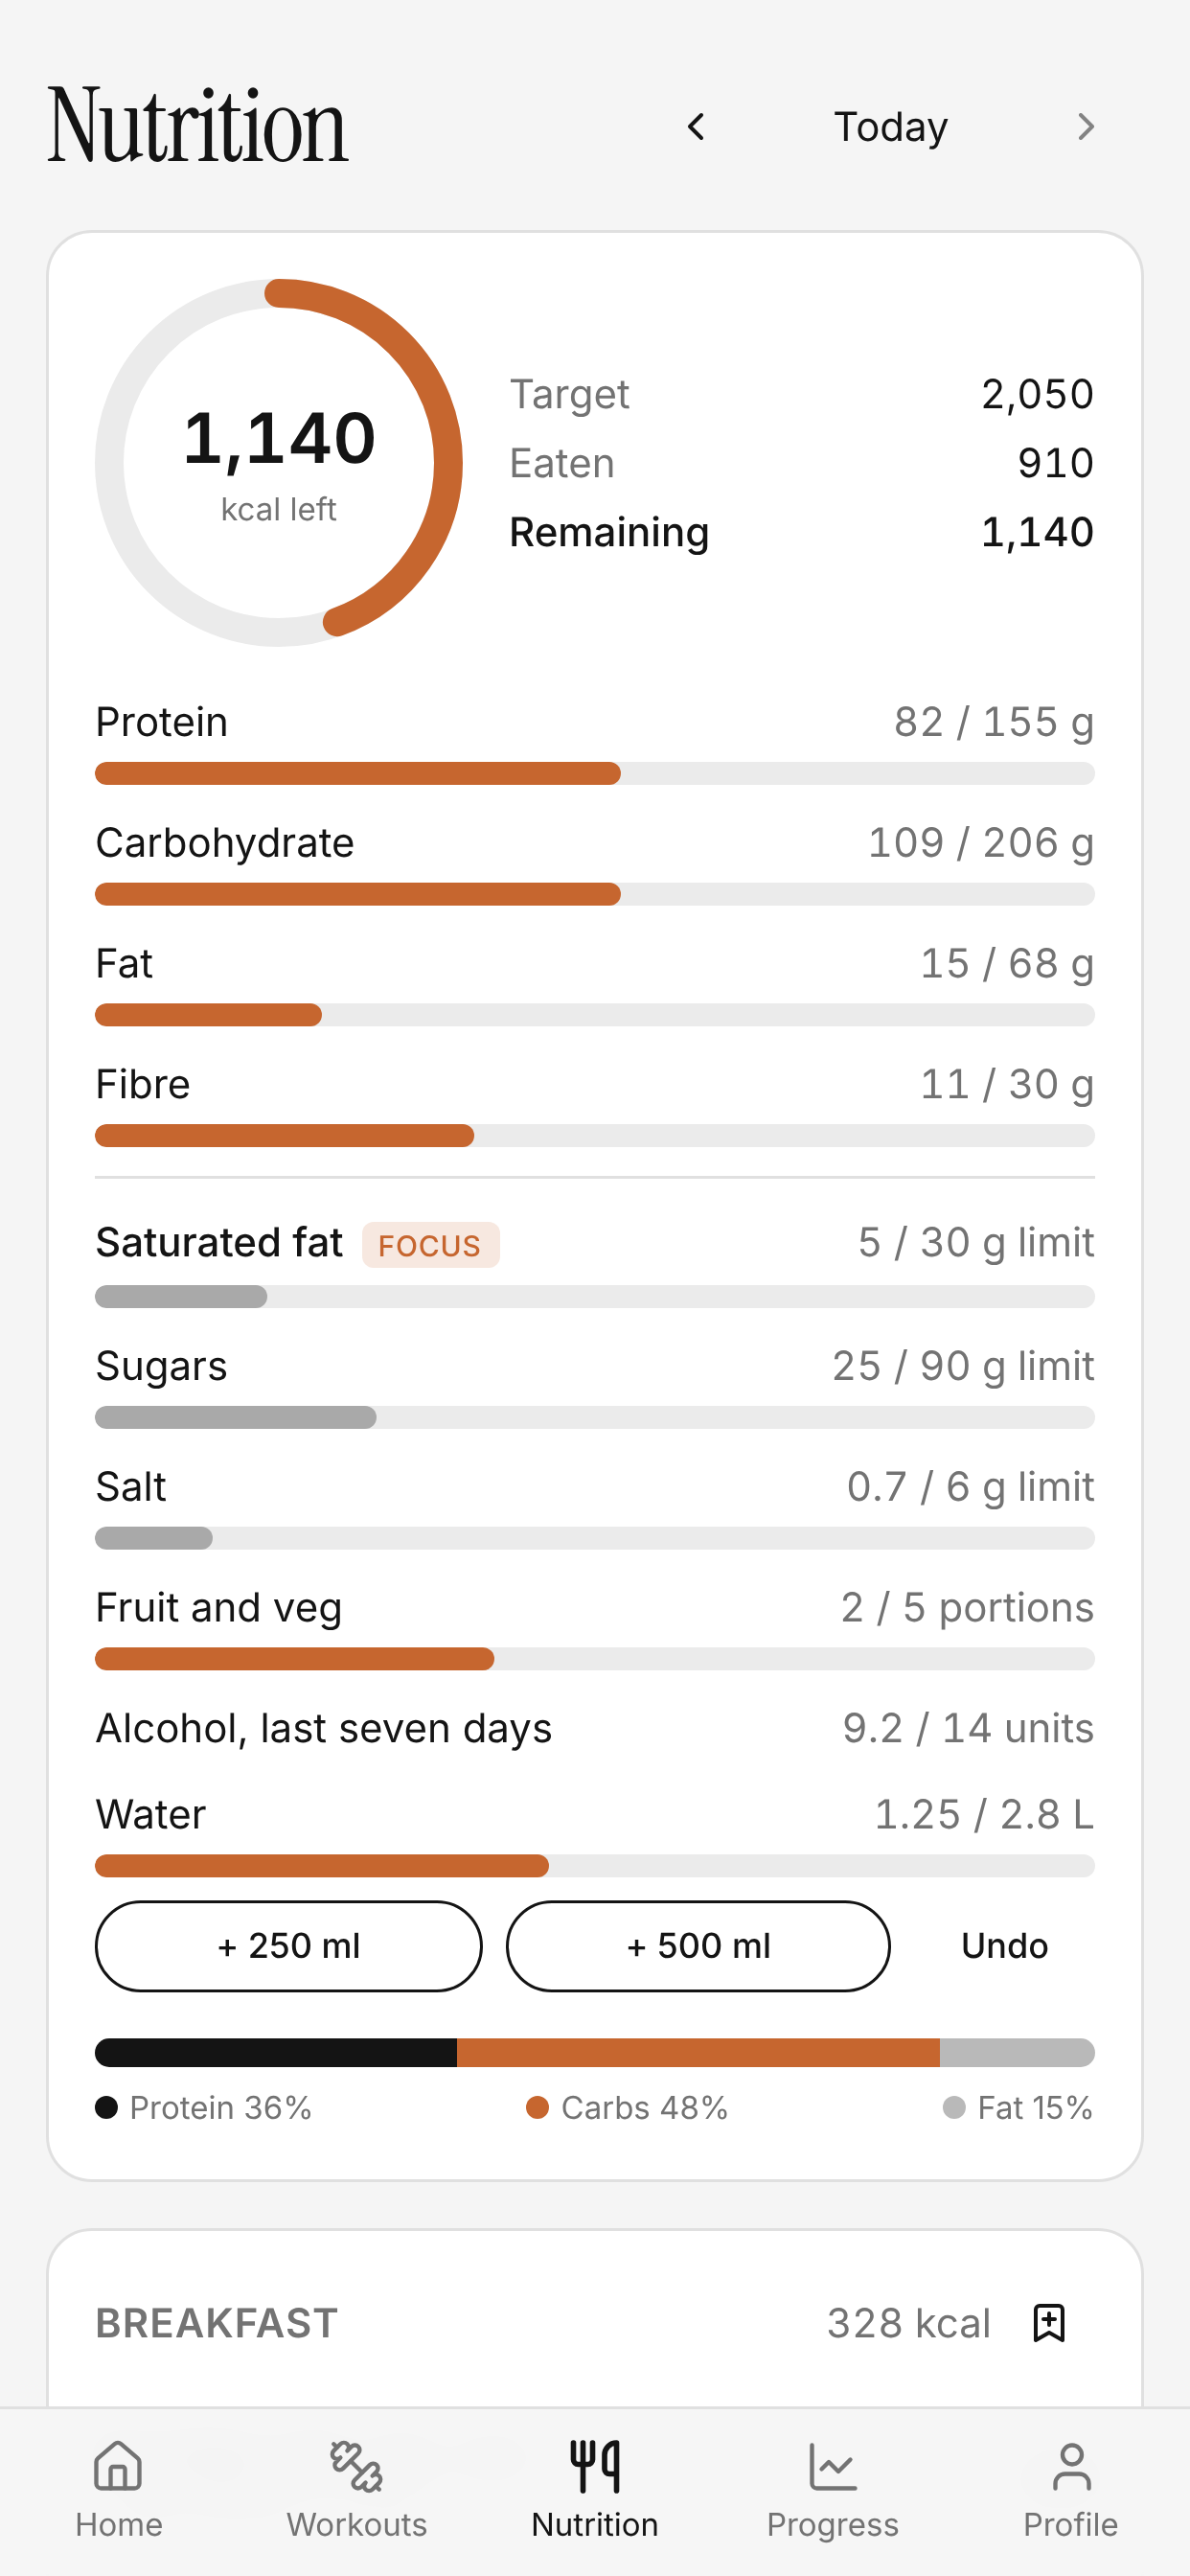 Nutrition
Today
1,140
kcal left
Target 2,050
Eaten 910
Remaining 1,140
Protein 82 / 155 g
Carbohydrate 109 / 206 g
Fat 15 / 68 g
Fibre 11 / 30 g
Saturated fat FOCUS 5 / 30 g limit
Sugars 25 / 90 g limit
Salt 0.7 / 6 g limit
Fruit and veg 2 / 5 portions
Alcohol, last seven days 9.2 / 14 units
Water 1.25 / 2.8 L
+ 250 ml + 500 ml Undo
Protein 36% Carbs 48% Fat 15%
BREAKFAST 328 kcal
Home Workouts Nutrition Progress Profile